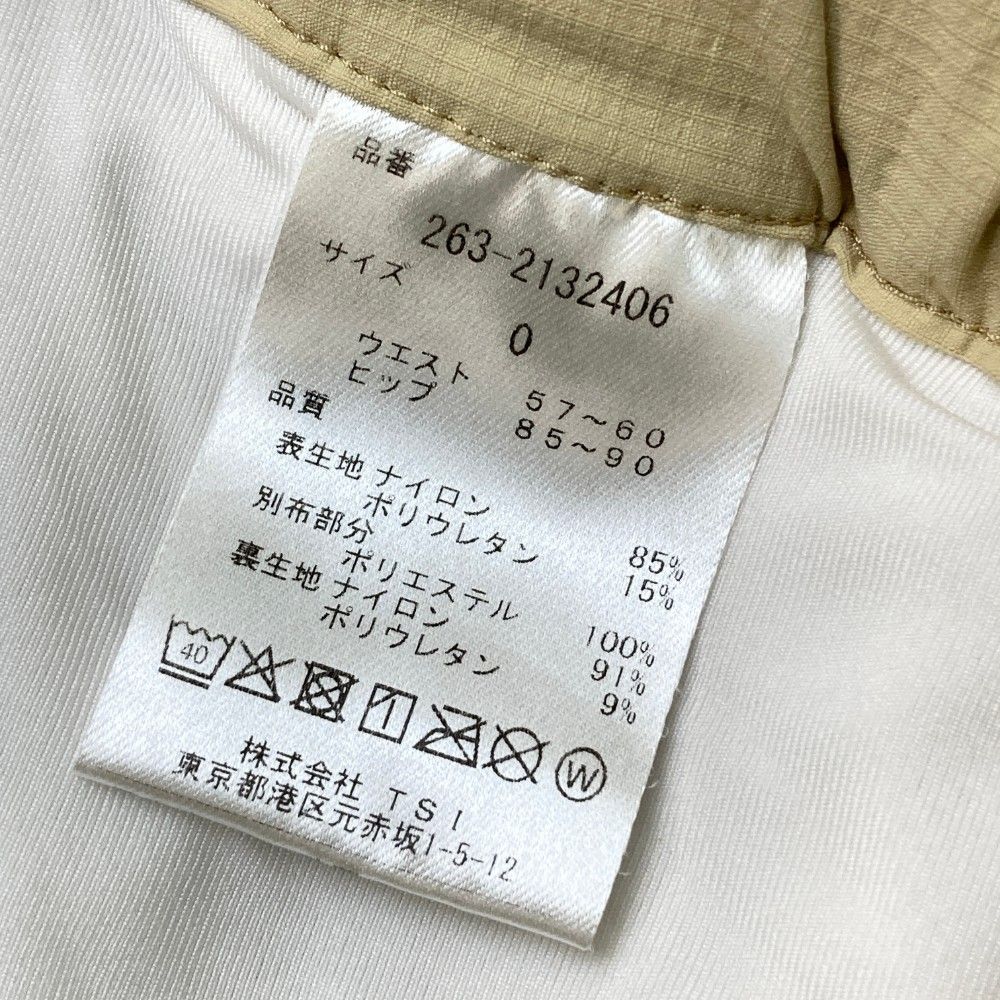 品番
263-2132406
サイズ
0
ウエスト 57～60
ヒップ 85～90
品質
表生地 ナイロン 85%
ポリウレタン 15%
別布部分
ポリエステル 100%
裏生地 ナイロン 91%
ポリウレタン 9%
40
W
株式会社 TSI
東京都港区元赤坂1-5-12